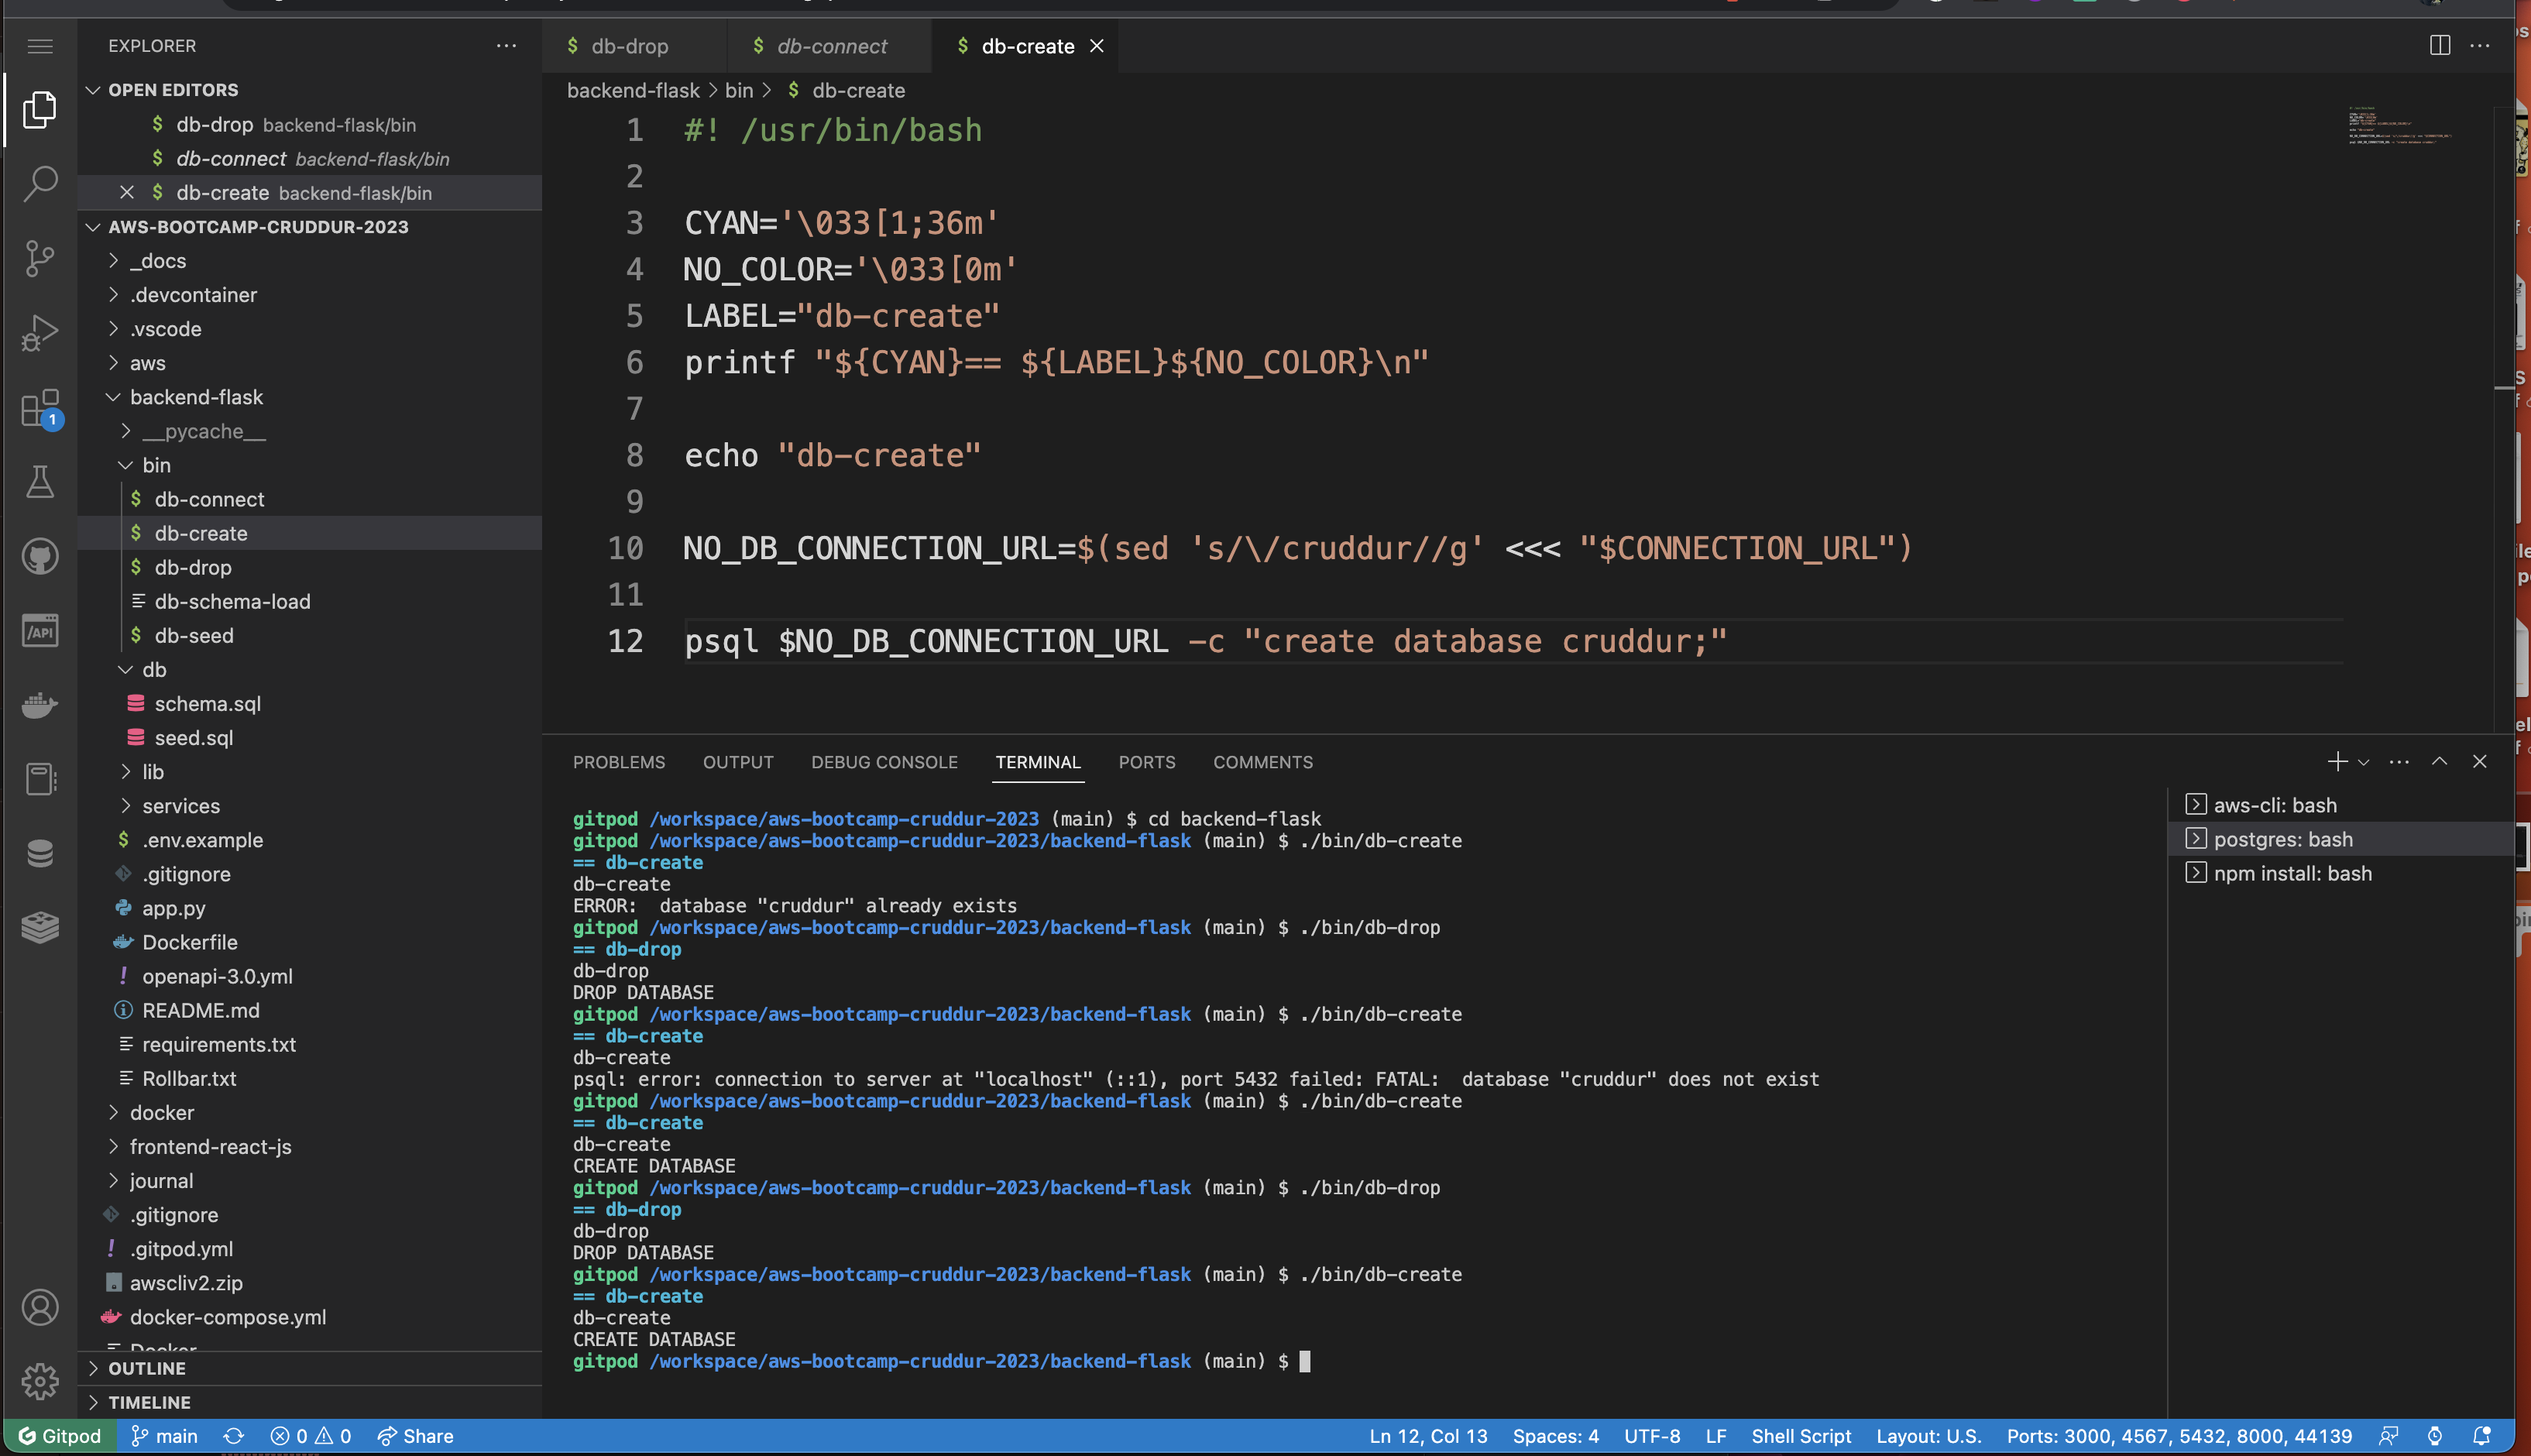 EXPLORER
OPEN EDITORS
$ db-drop backend-flask/bin
$ db-connect backend-flask/bin
$ db-create backend-flask/bin
AWS-BOOTCAMP-CRUDDUR-2023
_docs
.devcontainer
.vscode
aws
backend-flask
__pycache__
bin
$ db-connect
$ db-create
$ db-drop
db-schema-load
$ db-seed
db
schema.sql
seed.sql
lib
services
$ .env.example
.gitignore
app.py
Dockerfile
! openapi-3.0.yml
README.md
requirements.txt
Rollbar.txt
docker
frontend-react-js
journal
.gitignore
! .gitpod.yml
awscliv2.zip
docker-compose.yml
OUTLINE
TIMELINE
/API
1
$ db-drop $ db-connect $ db-create
backend-flask > bin > $ db-create
1 #! /usr/bin/bash
2
3 CYAN='\033[1;36m'
4 NO_COLOR='\033[0m'
5 LABEL="db-create"
6 printf "${CYAN}== ${LABEL}${NO_COLOR}\n"
7
8 echo "db-create"
9
10 NO_DB_CONNECTION_URL=$(sed 's/\/cruddur//g' <<< "$CONNECTION_URL")
11
12 psql $NO_DB_CONNECTION_URL -c "create database cruddur;"
PROBLEMS OUTPUT DEBUG CONSOLE TERMINAL PORTS COMMENTS
gitpod /workspace/aws-bootcamp-cruddur-2023 (main) $ cd backend-flask
gitpod /workspace/aws-bootcamp-cruddur-2023/backend-flask (main) $ ./bin/db-create
== db-create
db-create
ERROR:  database "cruddur" already exists
gitpod /workspace/aws-bootcamp-cruddur-2023/backend-flask (main) $ ./bin/db-drop
== db-drop
db-drop
DROP DATABASE
gitpod /workspace/aws-bootcamp-cruddur-2023/backend-flask (main) $ ./bin/db-create
== db-create
db-create
psql: error: connection to server at "localhost" (::1), port 5432 failed: FATAL:  database "cruddur" does not exist
gitpod /workspace/aws-bootcamp-cruddur-2023/backend-flask (main) $ ./bin/db-create
== db-create
db-create
CREATE DATABASE
gitpod /workspace/aws-bootcamp-cruddur-2023/backend-flask (main) $ ./bin/db-drop
== db-drop
db-drop
DROP DATABASE
gitpod /workspace/aws-bootcamp-cruddur-2023/backend-flask (main) $ ./bin/db-create
== db-create
db-create
CREATE DATABASE
gitpod /workspace/aws-bootcamp-cruddur-2023/backend-flask (main) $
aws-cli: bash
postgres: bash
npm install: bash
Gitpod main 0 0 Share Ln 12, Col 13 Spaces: 4 UTF-8 LF Shell Script Layout: U.S. Ports: 3000, 4567, 5432, 8000, 44139